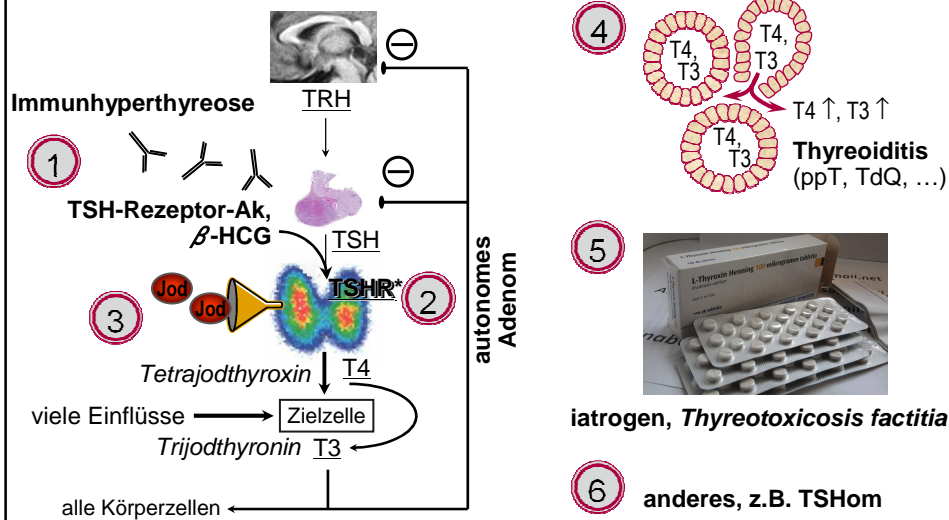 Immunhyperthyreose
1
TRH
TSH-Rezeptor-Ak,
β-HCG
TSH
TSHR*
2
Jod
Jod
3
Tetrajodthyroxin
T4
viele Einflüsse
Zielzelle
Trijodthyronin
T3
alle Körperzellen
autonomes
Adenom
4
T4,
T3
T4,
T3
T4,
T3
T4 ↑, T3 ↑
Thyreoiditis
(ppT, TdQ, …)
5
L-Thyroxin Henning 100
iatrogen, Thyreotoxicosis factitia
6
anderes, z.B. TSHom